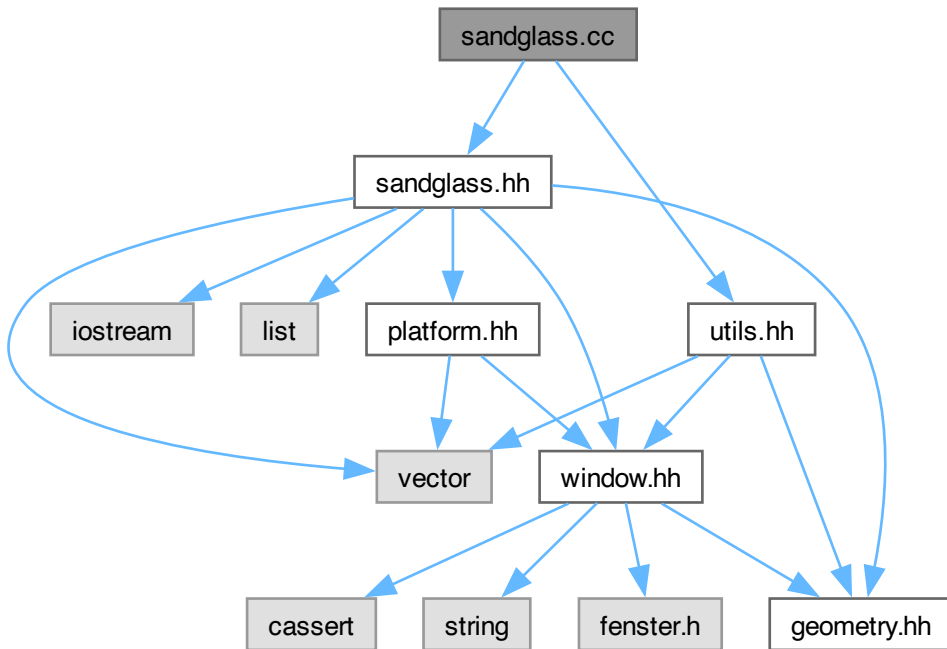 sandglass.cc
sandglass.hh
iostream
list
platform.hh
utils.hh
vector
window.hh
cassert
string
fenster.h
geometry.hh